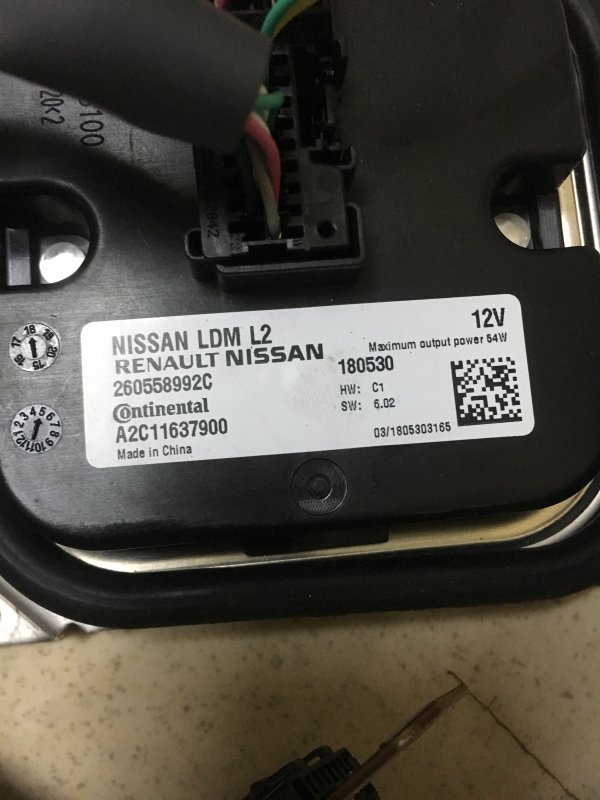 NISSAN LDM L2
RENAULT NISSAN
260558992C
Continental
A2C11637900
Made in China
12V
Maximum output power 54W
180530
HW: C1
SW: 6.02
03/1805303165